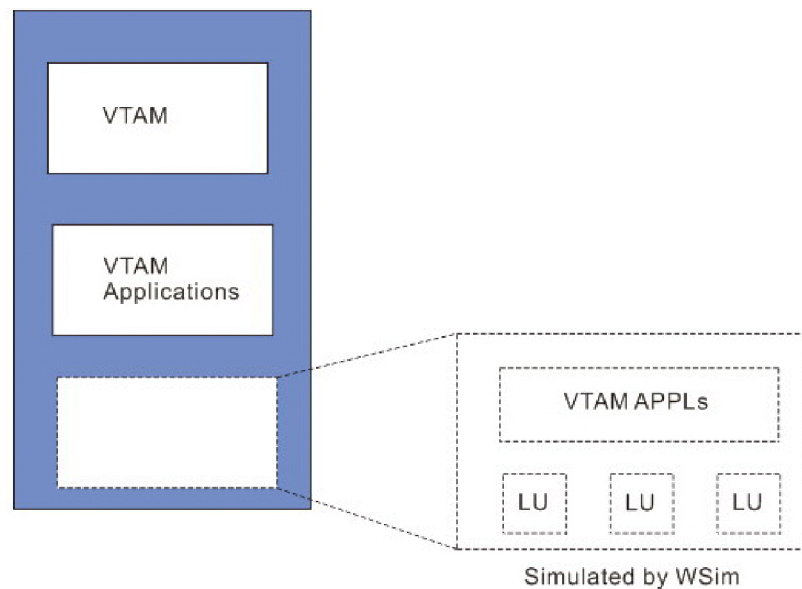 VTAM
VTAM
Applications
VTAM APPLs
LU
LU
LU
Simulated by WSim